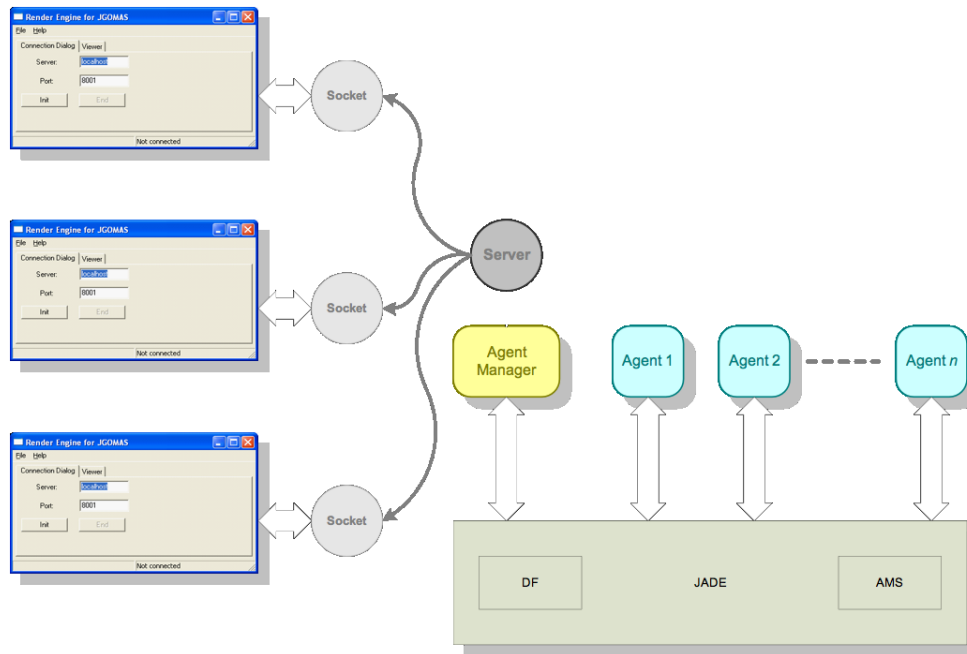 Render Engine for JGOMAS
File Help
Connection Dialog Viewer
Server: localhost
Port: 8001
Init End
Not connected
Socket
Render Engine for JGOMAS
File Help
Connection Dialog Viewer
Server: localhost
Port: 8001
Init End
Not connected
Socket
Render Engine for JGOMAS
File Help
Connection Dialog Viewer
Server: localhost
Port: 8001
Init End
Not connected
Socket
Server
Agent
Manager
Agent 1
Agent 2
Agent n
DF
JADE
AMS